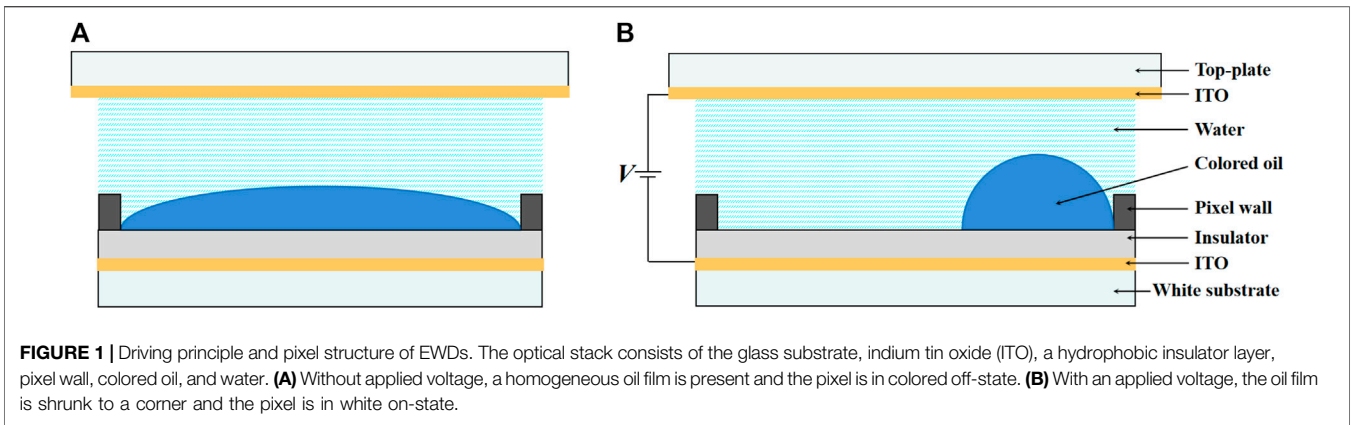 A
B
Top-plate
ITO
Water
Colored oil
V
Pixel wall
Insulator
ITO
White substrate
FIGURE 1 | Driving principle and pixel structure of EWDs. The optical stack consists of the glass substrate, indium tin oxide (ITO), a hydrophobic insulator layer,
pixel wall, colored oil, and water. (A) Without applied voltage, a homogeneous oil film is present and the pixel is in colored off-state. (B) With an applied voltage, the oil film
is shrunk to a corner and the pixel is in white on-state.